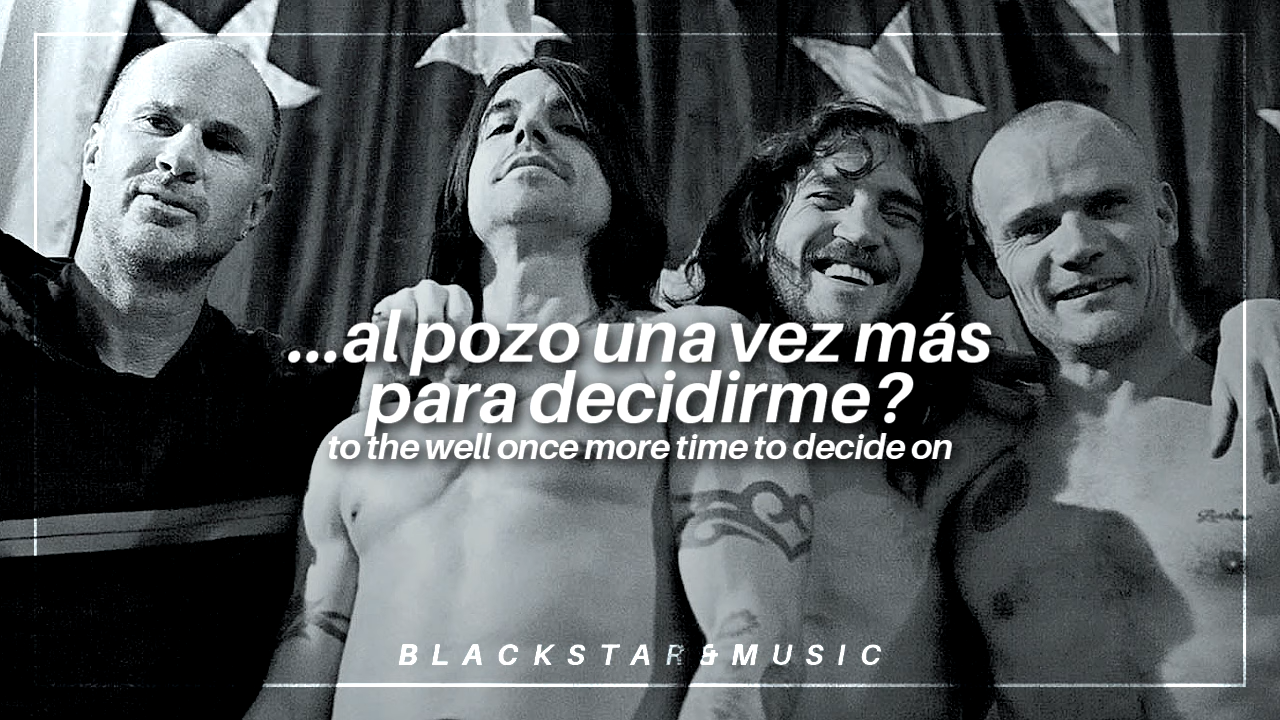 ...al pozo una vez más
para decidirme?
to the well once more time to decide on
BLACKSTAR&MUSIC